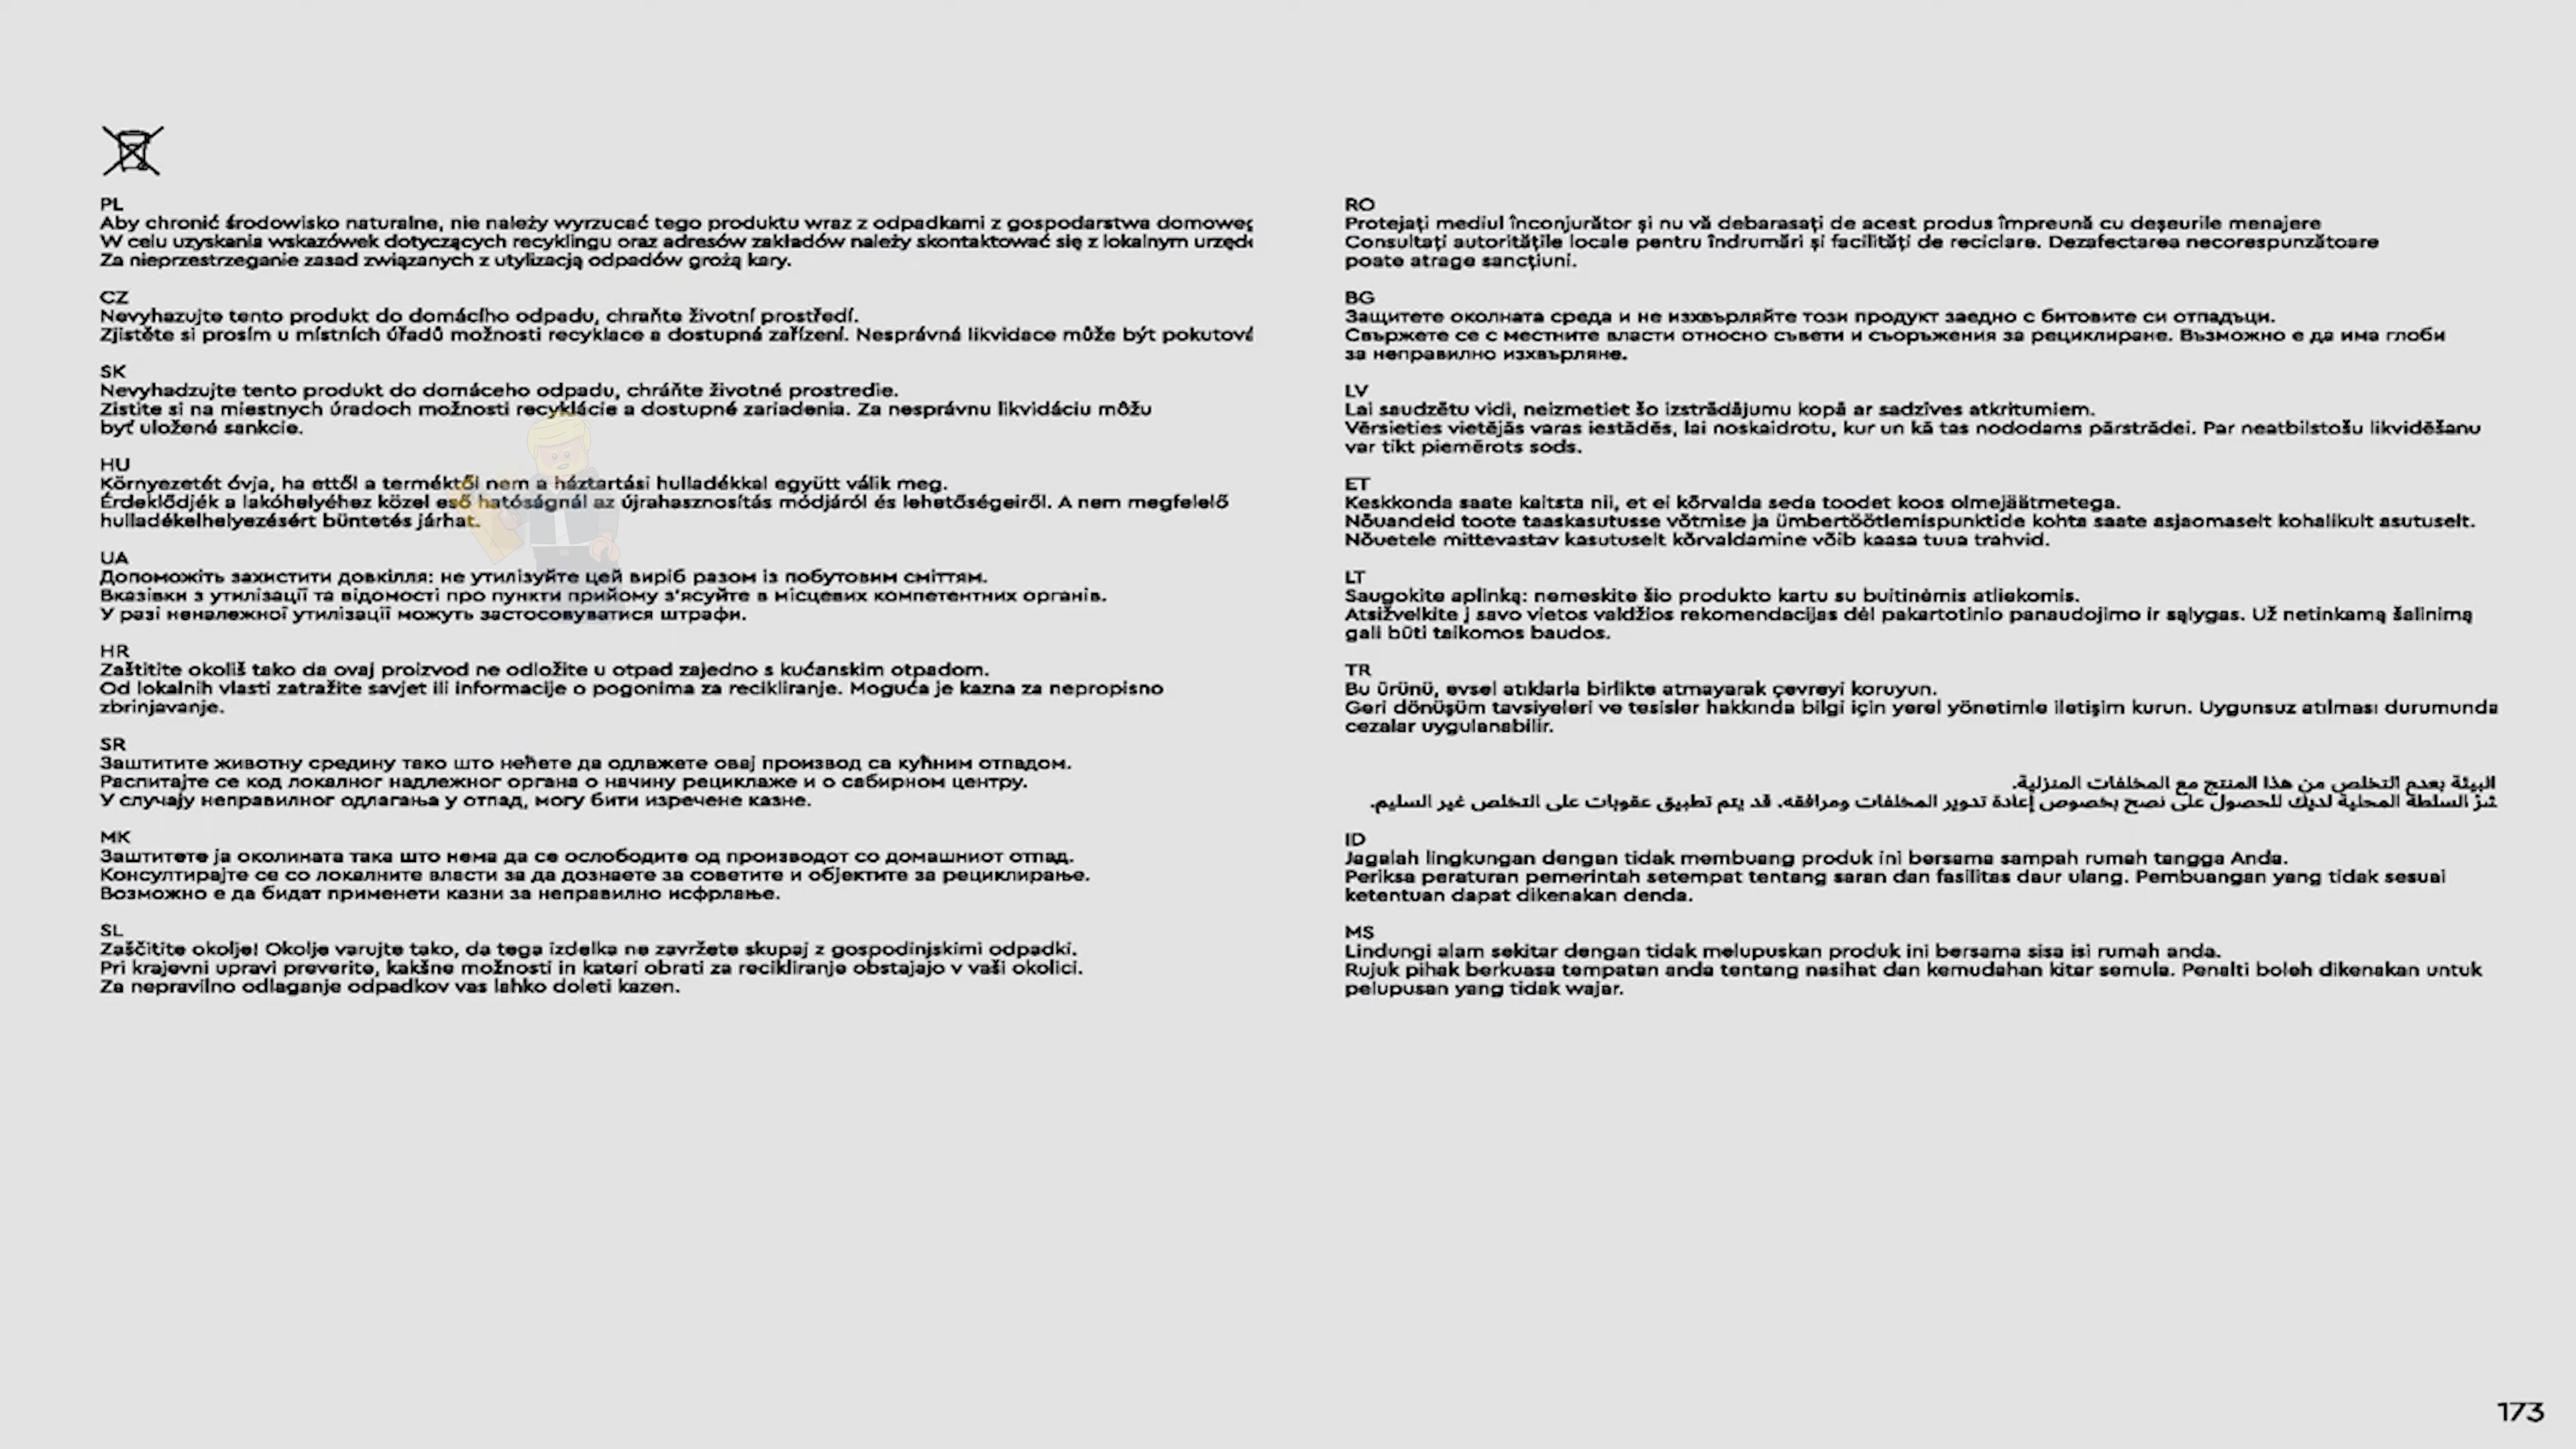 PL
Aby chronić środowisko naturalne, nie należy wyrzucać tego produktu wraz z odpadkami z gospodarstwa
W celu uzyskania wskazówek dotyczących recyklingu oraz adresów zakładów należy skontaktować się z lokalnym
Za nieprzestrzeganie zasad związanych z utylizacją odpadów grożą kary.
CZ
Nevyhazujte tento produkt do domácího odpadu, chraňte životní prostředí.
Zjistěte si prosím u místních úřadů možnosti recyklace a dostupná zařízení. Nesprávná likvidace může být
SK
Nevyhadzujte tento produkt do domáceho odpadu, chráňte životné prostredie.
Zistite si na miestnych úradoch možnosti recyklácie a dostupné zariadenia. Za nesprávnu likvidáciu môžu
byť uložené sankcie.
HU
Környezetét óvja, ha ettől a terméktől nem a háztartási hulladékkal együtt válik meg.
Érdeklődjék a lakóhelyéhez közel eső hatóságnál az újrahasznosítás módjáról és lehetőségeiről. A nem megfelelő
hulladékelhelyezésért büntetés járhat.
UA
Допоможіть захистити довкілля: не утилізуйте цей виріб разом із побутовим сміттям.
Вказівки з утилізації та відомості про пункти прийому з'ясуйте в місцевих компетентних органів.
У разі неналежної утилізації можуть застосовуватися штрафи.
HR
Zaštitite okoliš tako da ovaj proizvod ne odložite u otpad zajedno s kućanskim otpadom.
Od lokalnih vlasti zatražite savjet ili informacije o pogonima za recikliranje. Moguća je kazna za nepropisno
zbrinjavanje.
SR
Заштитите животну средину тако што нећете да одлажете овај производ са кућним отпадом.
Распитајте се код локалног надлежног органа о начину рециклаже и о сабирном центру.
У случају неправилног одлагања у отпад, могу бити изречене казне.
MK
Заштитете ја околината така што нема да се ослободите од производот со домашниот отпад.
Консултирајте се со локалните власти за да дознаете за советите и објектите за рециклирање.
Возможно е да бидат применети казни за неправилно исфрлање.
SL
Zaščitite okolje! Okolje varujte tako, da tega izdelka ne zavržete skupaj z gospodinjskimi odpadki.
Pri krajevni upravi preverite, kakšne možnosti in kateri obrati za recikliranje obstajajo v vaši okolici.
Za nepravilno odlaganje odpadkov vas lahko doleti kazen.
RO
Protejați mediul înconjurător și nu vă debarasați de acest produs împreună cu deșeurile menajere
Consultați autoritățile locale pentru îndrumări și facilități de reciclare. Dezafectarea necorespunzătoare
poate atrage sancțiuni.
BG
Защитете околната среда и не изхвърляйте този продукт заедно с битовите си отпадъци.
Свържете се с местните власти относно съвети и съоръжения за рециклиране. Възможно е да има глоби
за неправилно изхвърляне.
LV
Lai saudzētu vidi, neizmetiet šo izstrādājumu kopā ar sadzīves atkritumiem.
Vērsieties vietējās varas iestādēs, lai noskaidrotu, kur un kā tas nododams pārstrādei. Par neatbilstošu likvidēšanu
var tikt piemērots sods.
ET
Keskkonda saate kaitsta nii, et ei kõrvalda seda toodet koos olmejäätmetega.
Nõuandeid toote taaskasutusse võtmise ja ümbertöötlemispunktide kohta saate asjaomaselt kohalikult asutuselt.
Nõuetele mittevastav kasutuselt kõrvaldamine võib kaasa tuua trahvid.
LT
Saugokite aplinką: nemeskite šio produkto kartu su buitinėmis atliekomis.
Atsižvelkite į savo vietos valdžios rekomendacijas dėl pakartotinio panaudojimo ir sąlygas. Už netinkamą šalinimą
gali būti taikomos baudos.
TR
Bu ürünü, evsel atıklarla birlikte atmayarak çevreyi koruyun.
Geri dönüşüm tavsiyeleri ve tesisler hakkında bilgi için yerel yönetimle iletişim kurun. Uygunsuz atılması durumunda
cezalar uygulanabilir.
البيئة بعدم التخلص من هذا المنتج مع المخلفات المنزلية.
السلطة المحلية لديك للحصول على نصح بخصوص إعادة تدوير المخلفات ومرافقه. قد يتم تطبيق عقوبات على التخلص غير السليم.
ID
Jagalah lingkungan dengan tidak membuang produk ini bersama sampah rumah tangga Anda.
Periksa peraturan pemerintah setempat tentang saran dan fasilitas daur ulang. Pembuangan yang tidak sesuai
ketentuan dapat dikenakan denda.
MS
Lindungi alam sekitar dengan tidak melupuskan produk ini bersama sisa isi rumah anda.
Rujuk pihak berkuasa tempatan anda tentang nasihat dan kemudahan kitar semula. Penalti boleh dikenakan untuk
pelupusan yang tidak wajar.
173